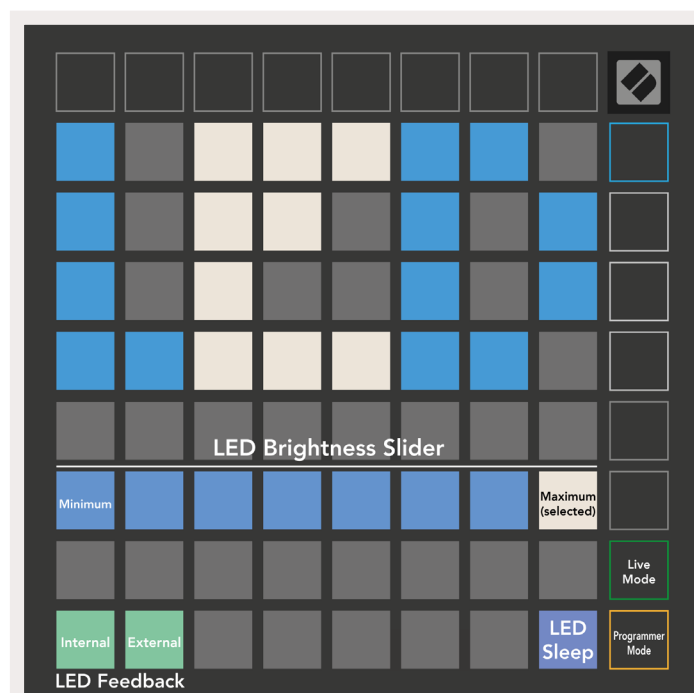 LED Brightness Slider
Minimum
Maximum
(selected)
Live
Mode
Internal
External
LED
Sleep
Programmer
Mode
LED Feedback